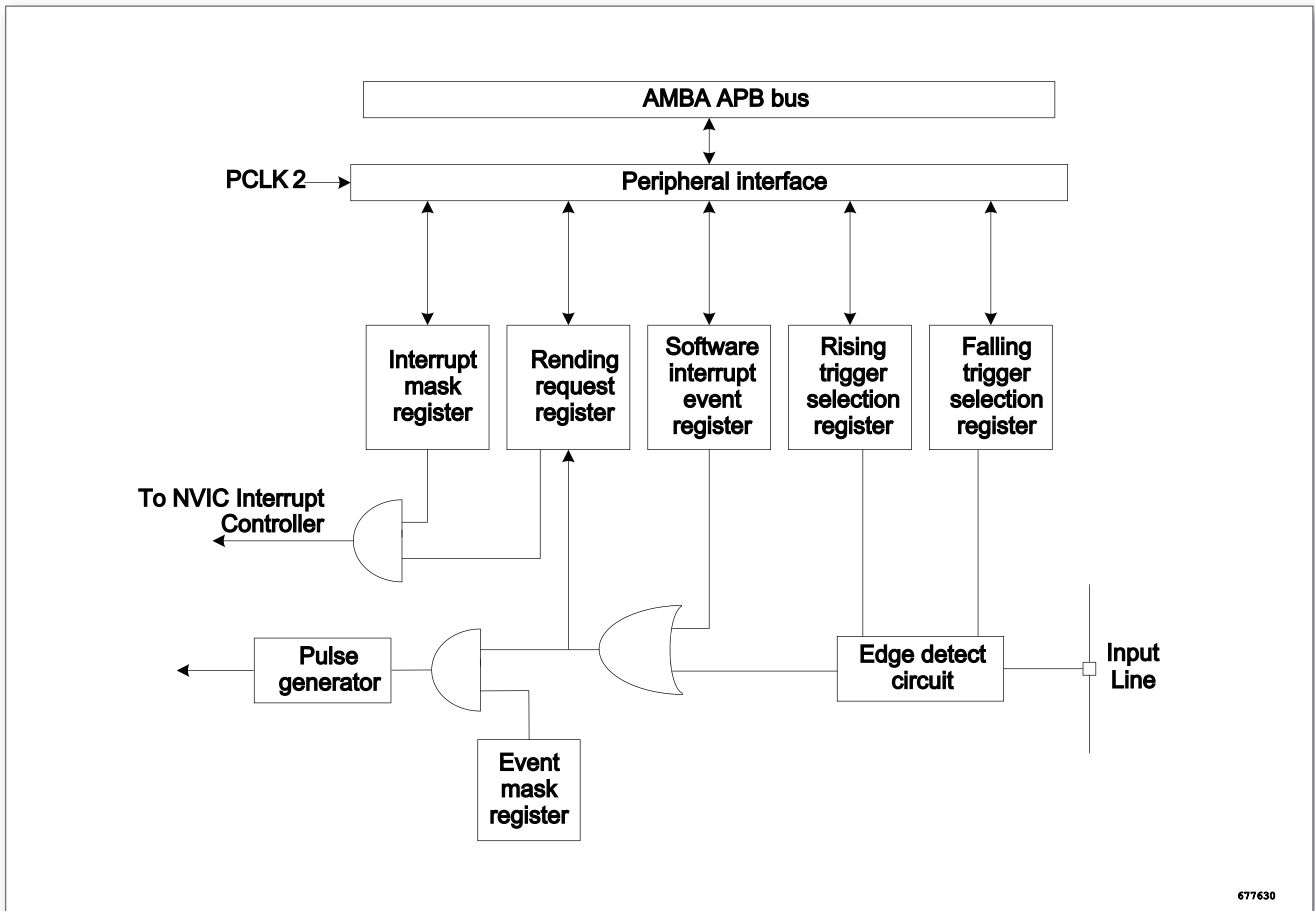 AMBA APB bus
PCLK 2
Peripheral interface
Interrupt
mask
register
Rending
request
register
Software
interrupt
event
register
Rising
trigger
selection
register
Falling
trigger
selection
register
To NVIC Interrupt
Controller
Pulse
generator
Edge detect
circuit
Input
Line
Event
mask
register
677630